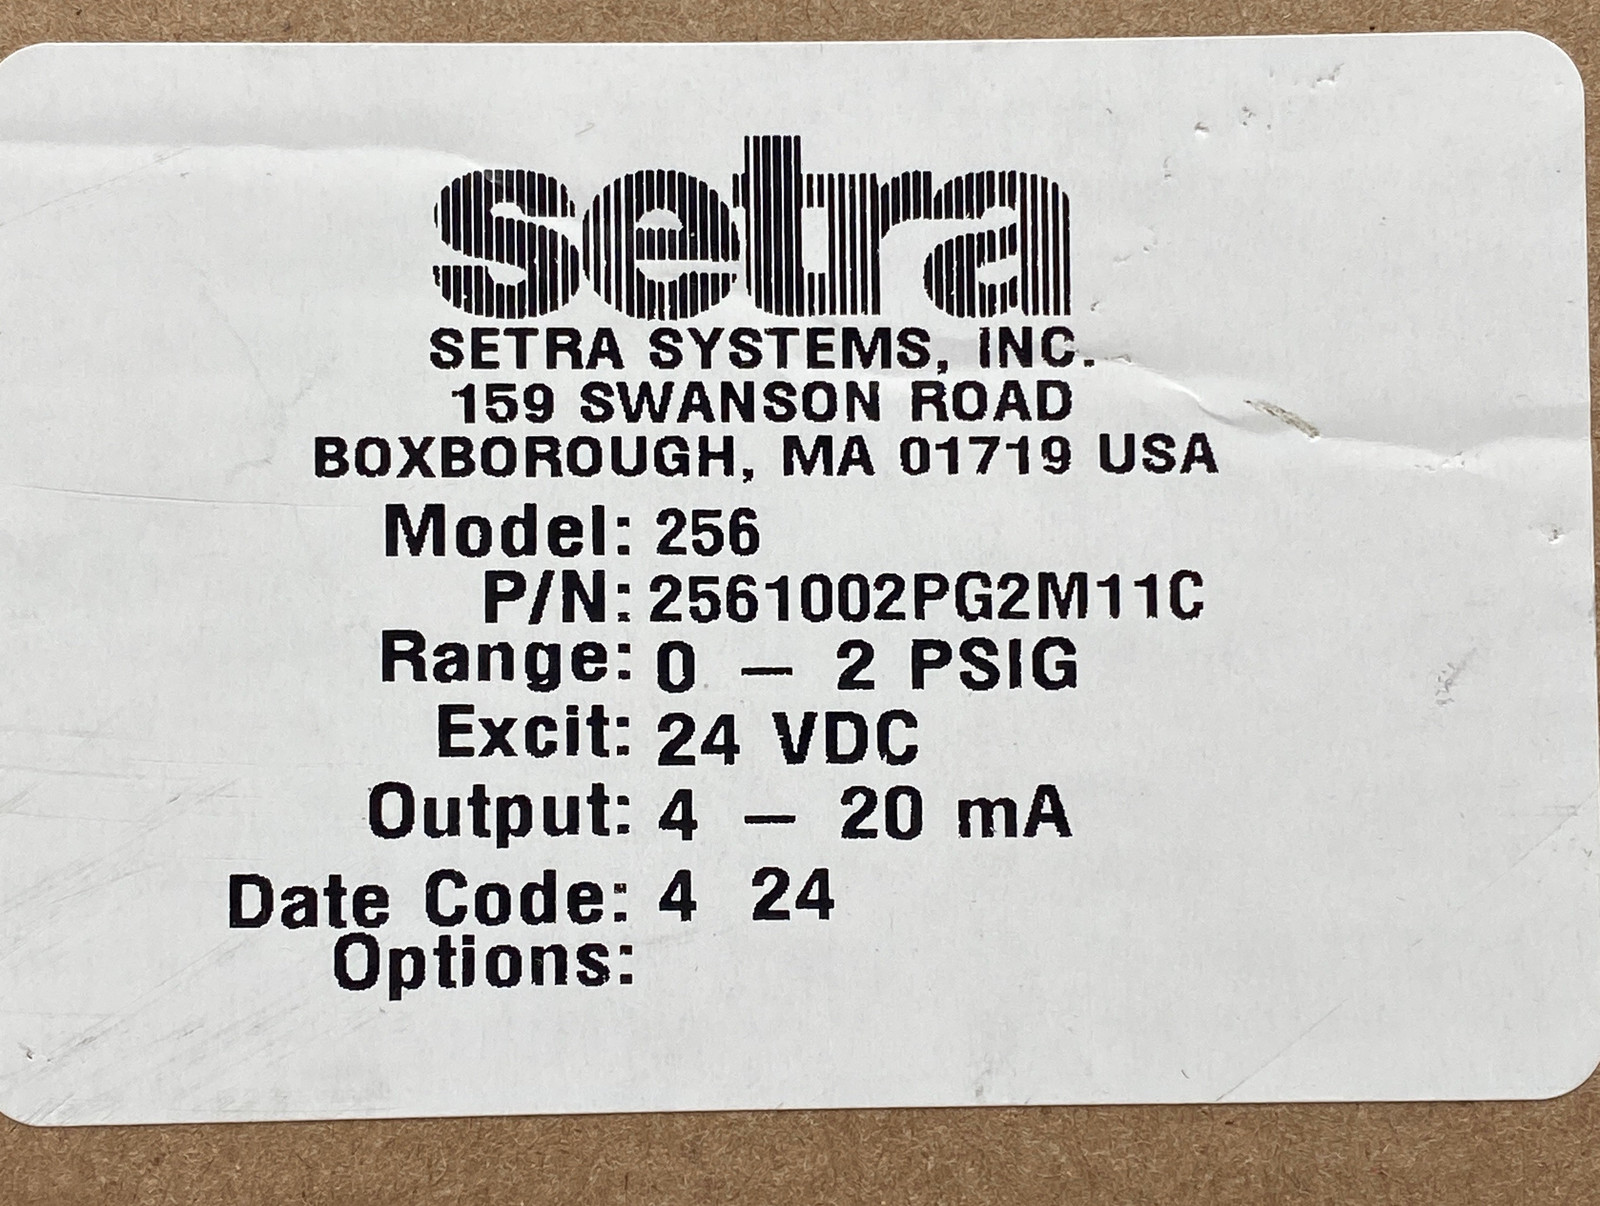 setra
SETRA SYSTEMS, INC.
159 SWANSON ROAD
BOXBOROUGH, MA 01719 USA
Model: 256
P/N: 2561002PG2M11C
Range: 0 – 2 PSIG
Excit: 24 VDC
Output: 4 – 20 mA
Date Code: 4 24
Options: